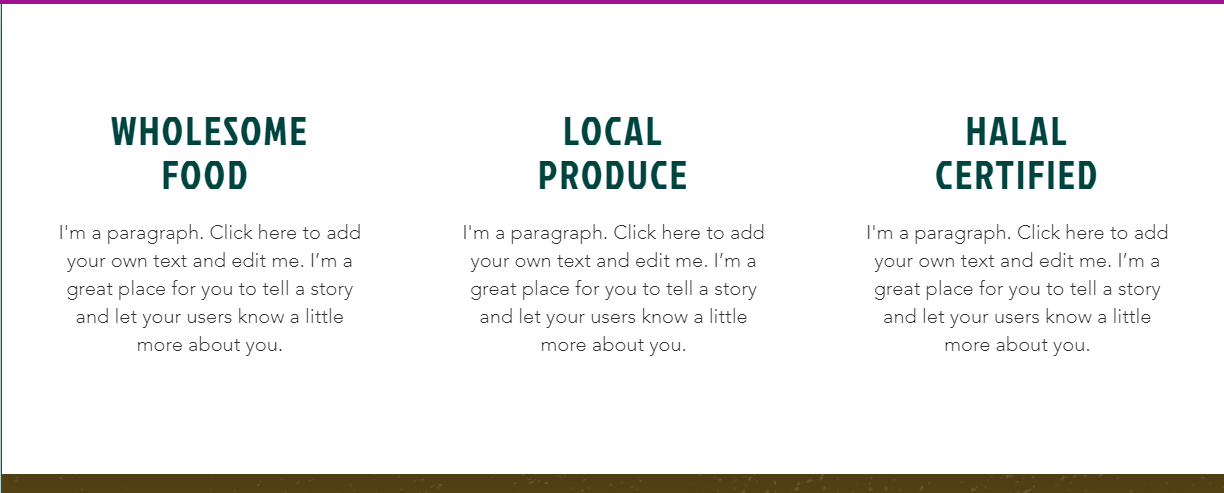 WHOLESOME
FOOD
I'm a paragraph. Click here to add
your own text and edit me. I’m a
great place for you to tell a story
and let your users know a little
more about you.
LOCAL
PRODUCE
I'm a paragraph. Click here to add
your own text and edit me. I’m a
great place for you to tell a story
and let your users know a little
more about you.
HALAL
CERTIFIED
I'm a paragraph. Click here to add
your own text and edit me. I’m a
great place for you to tell a story
and let your users know a little
more about you.